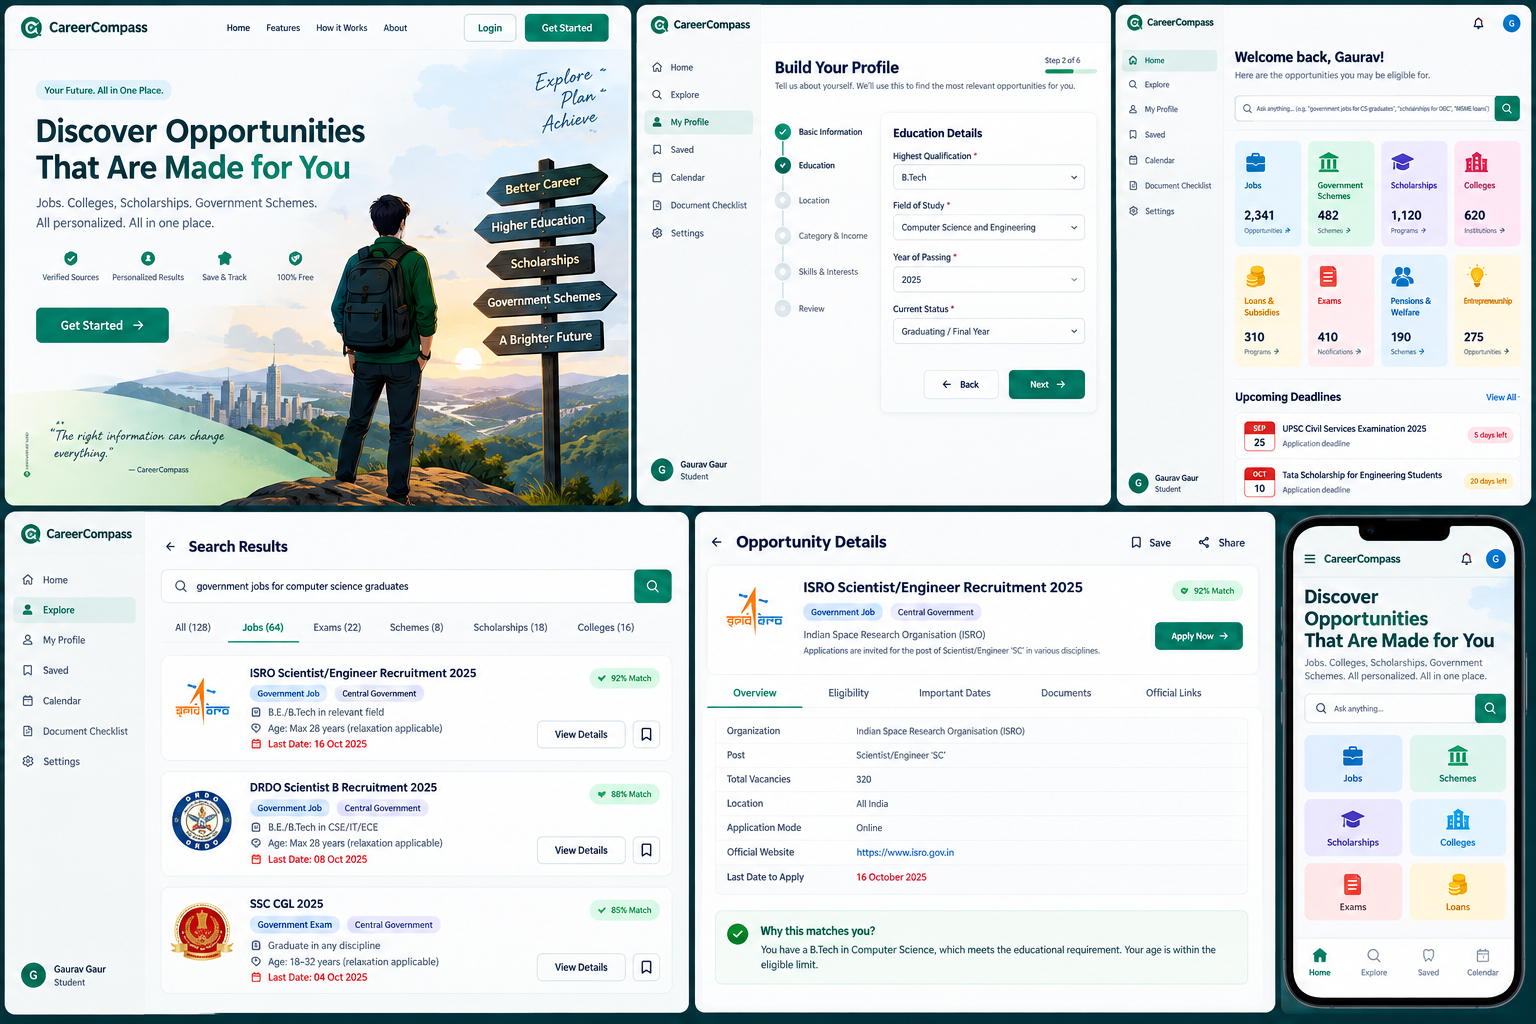 CareerCompass
Home Features How it Works About
Login Get Started
Your Future. All in One Place.
Discover Opportunities
That Are Made for You
Jobs. Colleges, Scholarships. Government Schemes.
All personalized. All in one place.
Verified Sources Personalized Results Save & Track 100% Free
Get Started →
Explore
Plan
Achieve
Better Career
Higher Education
Scholarships
Government Schemes
A Brighter Future
"The right information can change
everything."
— CareerCompass
CareerCompass
Home
Explore
My Profile
Saved
Calendar
Document Checklist
Settings
G Gaurav Gaur
Student
Build Your Profile
Step 2 of 6
Tell us about yourself. We'll use this to find the most relevant opportunities for you.
Basic Information
Education
Location
Category & Income
Skills & Interests
Review
Education Details
Highest Qualification *
B.Tech
Field of Study *
Computer Science and Engineering
Year of Passing *
2025
Current Status *
Graduating / Final Year
← Back
Next →
CareerCompass
G
Home
Explore
My Profile
Saved
Calendar
Document Checklist
Settings
G Gaurav Gaur
Student
Welcome back, Gaurav!
Here are the opportunities you may be eligible for.
Ask anything... (e.g. "government jobs for CS graduates", "scholarships for OBC", "MSME loans")
Jobs
2,341
Opportunities →
Government
Schemes
482
Schemes →
Scholarships
1,120
Programs →
Colleges
620
Institutions →
Loans &
Subsidies
310
Programs →
Exams
410
Notifications →
Pensions &
Welfare
190
Schemes →
Entrepreneurship
275
Opportunities →
Upcoming Deadlines
View All
SEP
25
UPSC Civil Services Examination 2025
Application deadline
5 days left
OCT
10
Tata Scholarship for Engineering Students
Application deadline
20 days left
CareerCompass
Home
Explore
My Profile
Saved
Calendar
Document Checklist
Settings
G Gaurav Gaur
Student
← Search Results
government jobs for computer science graduates
All (128) Jobs (64) Exams (22) Schemes (8) Scholarships (18) Colleges (16)
ISRO Scientist/Engineer Recruitment 2025
Government Job Central Government
B.E./B.Tech in relevant field
Age: Max 28 years (relaxation applicable)
Last Date: 16 Oct 2025
92% Match
View Details
DRDO
DRDO
DRDO Scientist B Recruitment 2025
Government Job Central Government
B.E./B.Tech in CSE/IT/ECE
Age: Max 28 years (relaxation applicable)
Last Date: 08 Oct 2025
88% Match
View Details
SSC CGL 2025
Government Exam Central Government
Graduate in any discipline
Age: 18–32 years (relaxation applicable)
Last Date: 04 Oct 2025
85% Match
View Details
← Opportunity Details
Save Share
ISRO Scientist/Engineer Recruitment 2025
Government Job Central Government
Indian Space Research Organisation (ISRO)
Applications are invited for the post of Scientist/Engineer 'SC' in various disciplines.
92% Match
Apply Now →
Overview Eligibility Important Dates Documents Official Links
Organization Indian Space Research Organisation (ISRO)
Post Scientist/Engineer 'SC'
Total Vacancies 320
Location All India
Application Mode Online
Official Website https://www.isro.gov.in
Last Date to Apply 16 October 2025
Why this matches you?
You have a B.Tech in Computer Science, which meets the educational requirement. Your age is within the
eligible limit.
CareerCompass
G
Discover
Opportunities
That Are Made for You
Jobs. Colleges, Scholarships, Government
Schemes. All personalized. All in one place.
Ask anything...
Jobs
Schemes
Scholarships
Colleges
Exams
Loans
Home Explore Saved Calendar